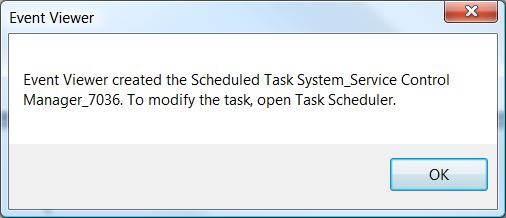 Event Viewer
Event Viewer created the Scheduled Task System_Service Control
Manager_7036. To modify the task, open Task Scheduler.
OK